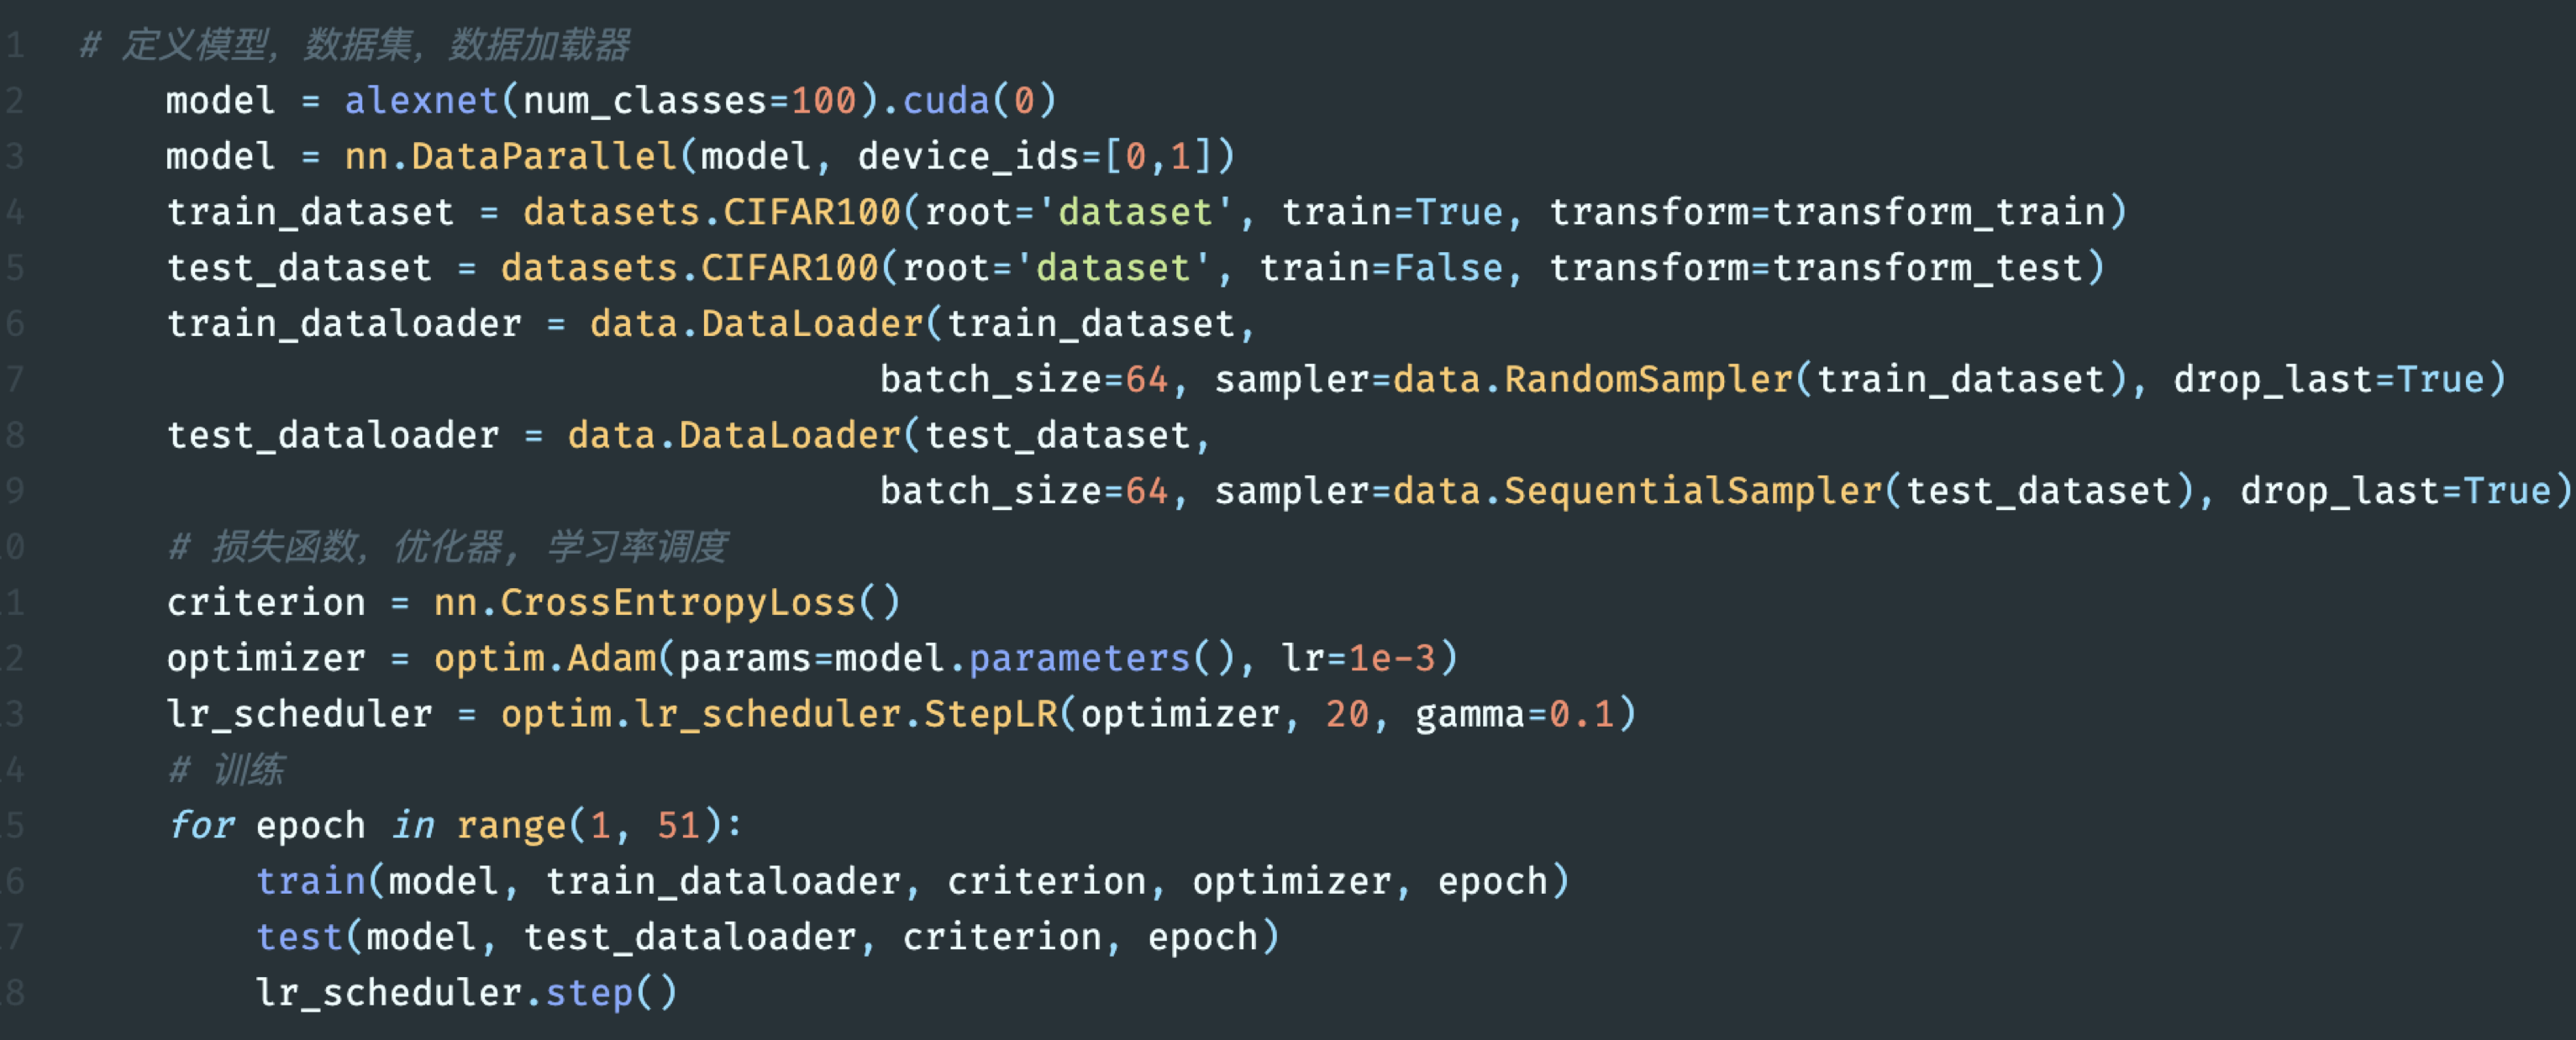 1 # 定义模型, 数据集, 数据加载器
2 model = alexnet(num_classes=100).cuda(0)
3 model = nn.DataParallel(model, device_ids=[0,1])
4 train_dataset = datasets.CIFAR100(root='dataset', train=True, transform=transform_train)
5 test_dataset = datasets.CIFAR100(root='dataset', train=False, transform=transform_test)
6 train_dataloader = data.DataLoader(train_dataset,
7 batch_size=64, sampler=data.RandomSampler(train_dataset), drop_last=True)
8 test_dataloader = data.DataLoader(test_dataset,
9 batch_size=64, sampler=data.SequentialSampler(test_dataset), drop_last=True)
0 # 损失函数, 优化器, 学习率调度
1 criterion = nn.CrossEntropyLoss()
2 optimizer = optim.Adam(params=model.parameters(), lr=1e-3)
3 lr_scheduler = optim.lr_scheduler.StepLR(optimizer, 20, gamma=0.1)
4 # 训练
5 for epoch in range(1, 51):
6 train(model, train_dataloader, criterion, optimizer, epoch)
7 test(model, test_dataloader, criterion, epoch)
8 lr_scheduler.step()